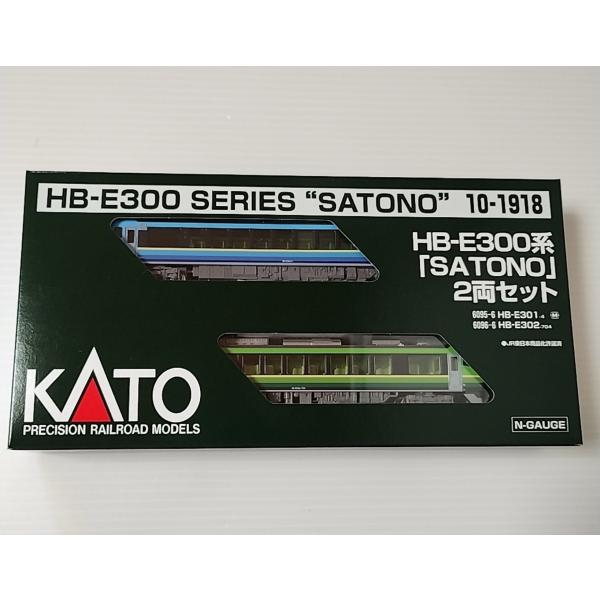 HB-E300 SERIES "SATONO" 10-1918
HB-E300系
「SATONO」
2両セット
6095-6 HB-E301-4 M
6096-6 HB-E302-704
●JR東日本商品化許諾済
KATO
PRECISION RAILROAD MODELS
N-GAUGE